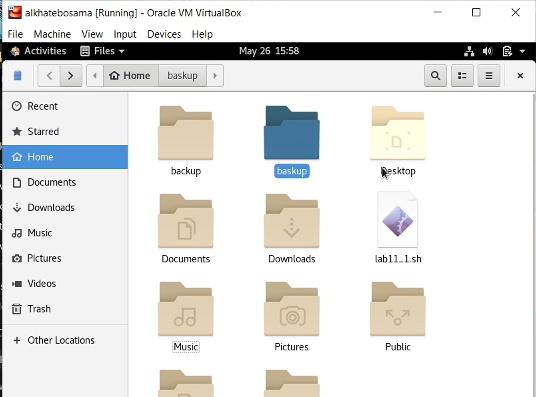 alkhatebosama [Running] - Oracle VM VirtualBox
File Machine View Input Devices Help
Activities Files May 26 15:58
Home baskup
Recent
Starred
Home
Documents
Downloads
Music
Pictures
Videos
Trash
+ Other Locations
backup baskup Desktop
Documents Downloads lab11_1.sh
Music Pictures Public